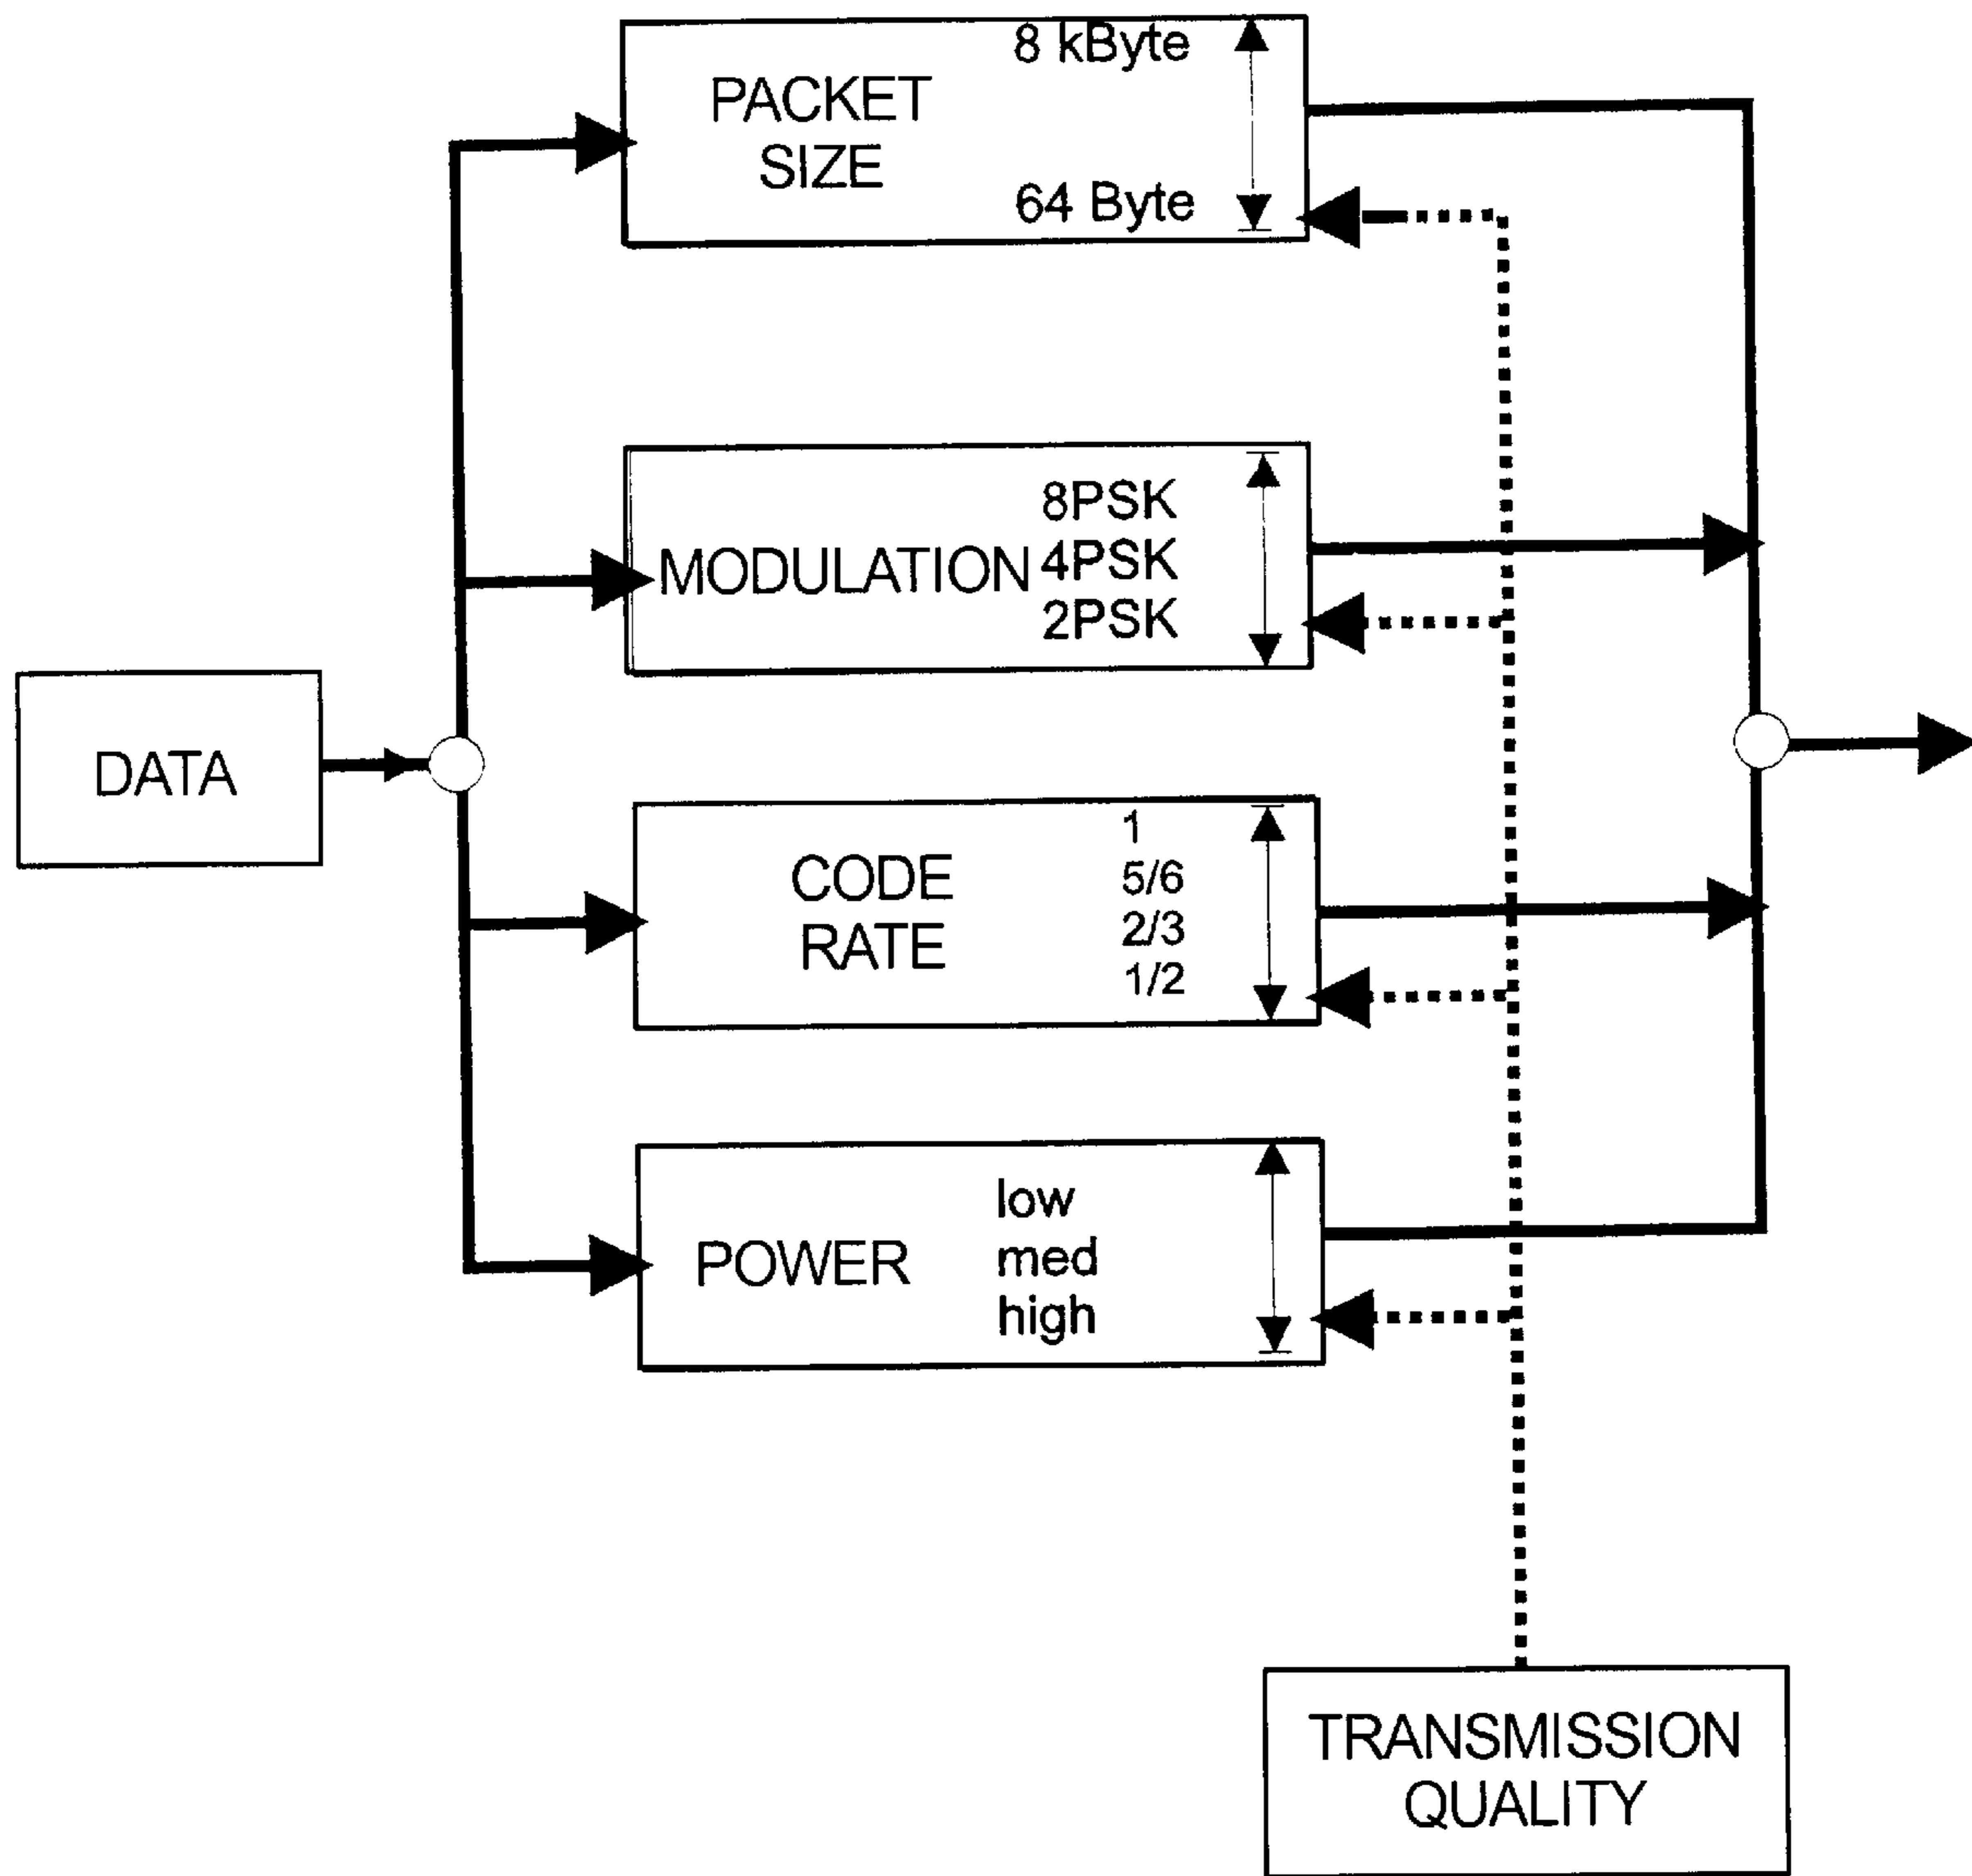 PACKET
SIZE
8 kByte
64 Byte
MODULATION
8PSK
4PSK
2PSK
DATA
CODE
RATE
1
5/6
2/3
1/2
POWER
low
med
high
TRANSMISSION
QUALITY